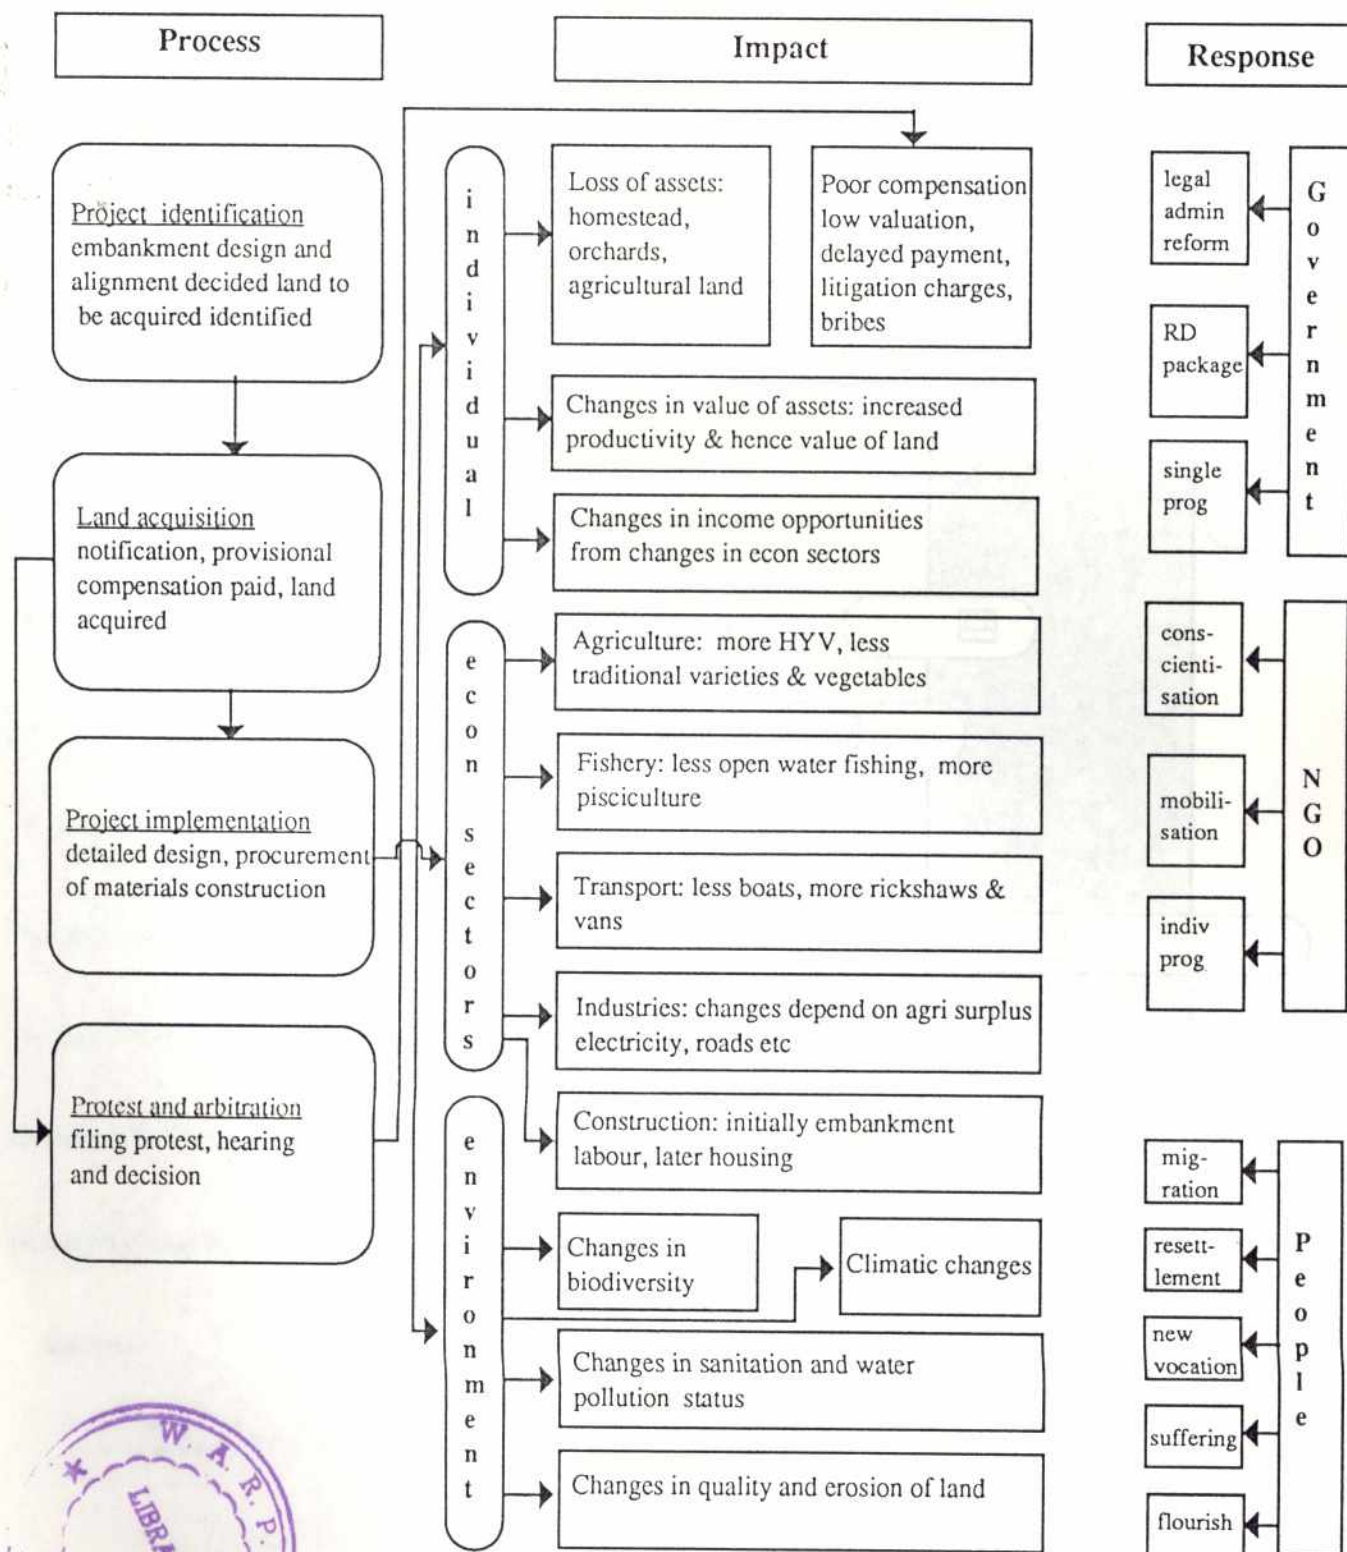 Process
Impact
Response
Project identification
embankment design and
alignment decided land to
be acquired identified
Land acquisition
notification, provisional
compensation paid, land
acquired
Project implementation
detailed design, procurement
of materials construction
Protest and arbitration
filing protest, hearing
and decision
individual
Loss of assets:
homestead,
orchards,
agricultural land
Poor compensation
low valuation,
delayed payment,
litigation charges,
bribes
Changes in value of assets: increased
productivity & hence value of land
Changes in income opportunities
from changes in econ sectors
econ sectors
Agriculture: more HYV, less
traditional varieties & vegetables
Fishery: less open water fishing, more
pisciculture
Transport: less boats, more rickshaws &
vans
Industries: changes depend on agri surplus
electricity, roads etc
Construction: initially embankment
labour, later housing
environment
Changes in
biodiversity
Climatic changes
Changes in sanitation and water
pollution status
Changes in quality and erosion of land
legal
admin
reform
RD
package
single
prog
Government
cons-
cienti-
sation
mobili-
sation
indiv
prog
NGO
mig-
ration
resett-
lement
new
vocation
suffering
flourish
People
W. A. R. P.